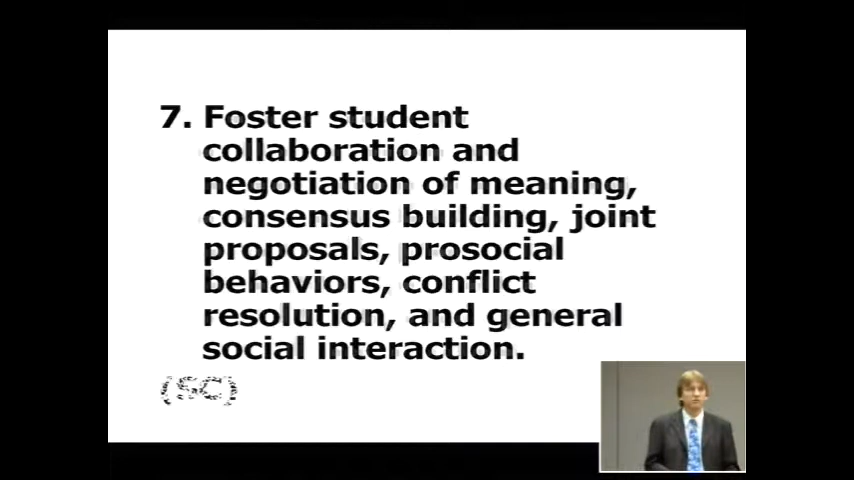 7. Foster student
collaboration and
negotiation of meaning,
consensus building, joint
proposals, prosocial
behaviors, conflict
resolution, and general
social interaction.
(SC)